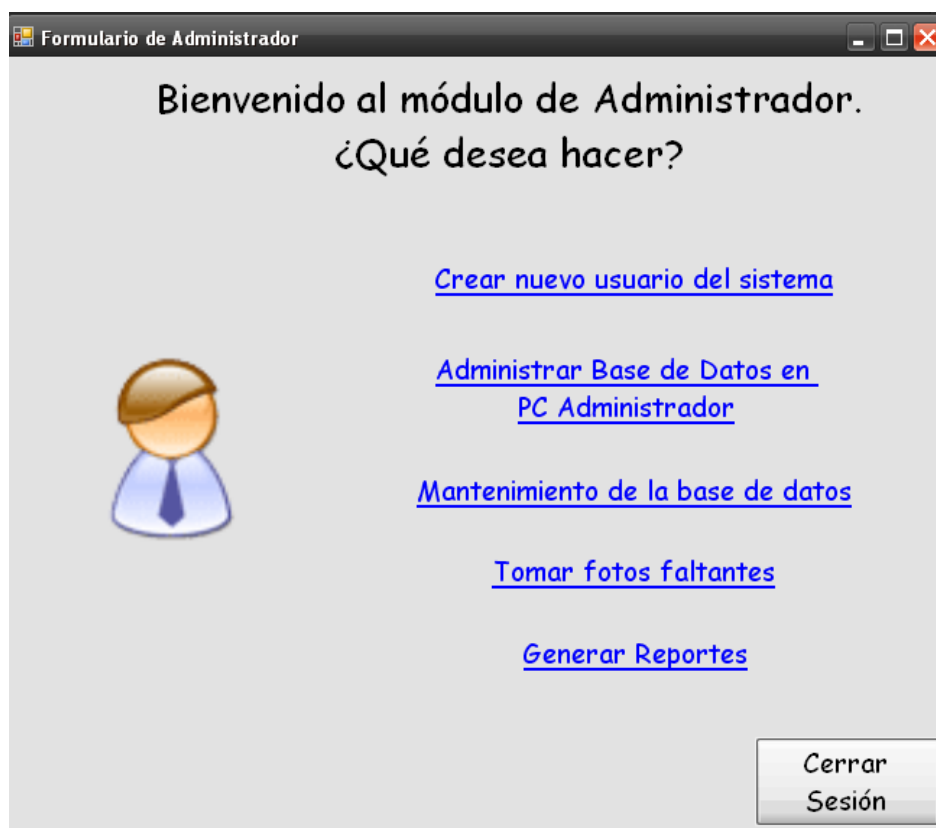 Formulario de Administrador
Bienvenido al módulo de Administrador.
¿Qué desea hacer?
Crear nuevo usuario del sistema
Administrar Base de Datos en
PC Administrador
Mantenimiento de la base de datos
Tomar fotos faltantes
Generar Reportes
Cerrar
Sesión